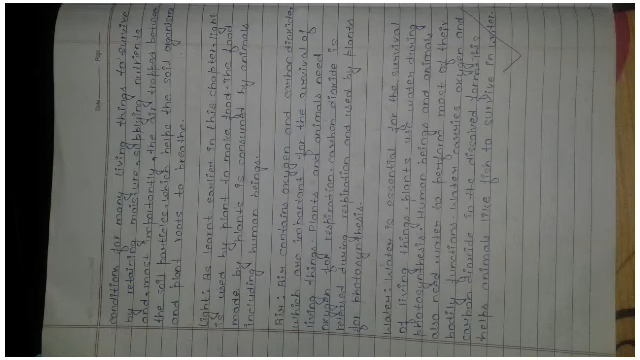 Date Page
condition for many living things to survive
by retaining moisture, supplying nutrients
and most importantly, the air trapped between
the soil particles which helps the soil organism
and plant roots to breathe.
Light: As learnt earlier in this chapter, light
is used by plant to make food. The food
made by plants is consumed by animals
including human beings.
Air: Air contains oxygen and carbon dioxide,
which are important for the survival of
living things. Plants and animals need
oxygen for respiration. carbon dioxide is
released during respiration and used by plants
for photosynthesis.
Water: Water is essential for the survival
of living things. plants use water during
photosynthesis. Human beings and animals
also need water to perform most of their
bodily functions. Water carries oxygen and
carbon dioxide in the dissolved form. this
helps animals like fish to survive in water.